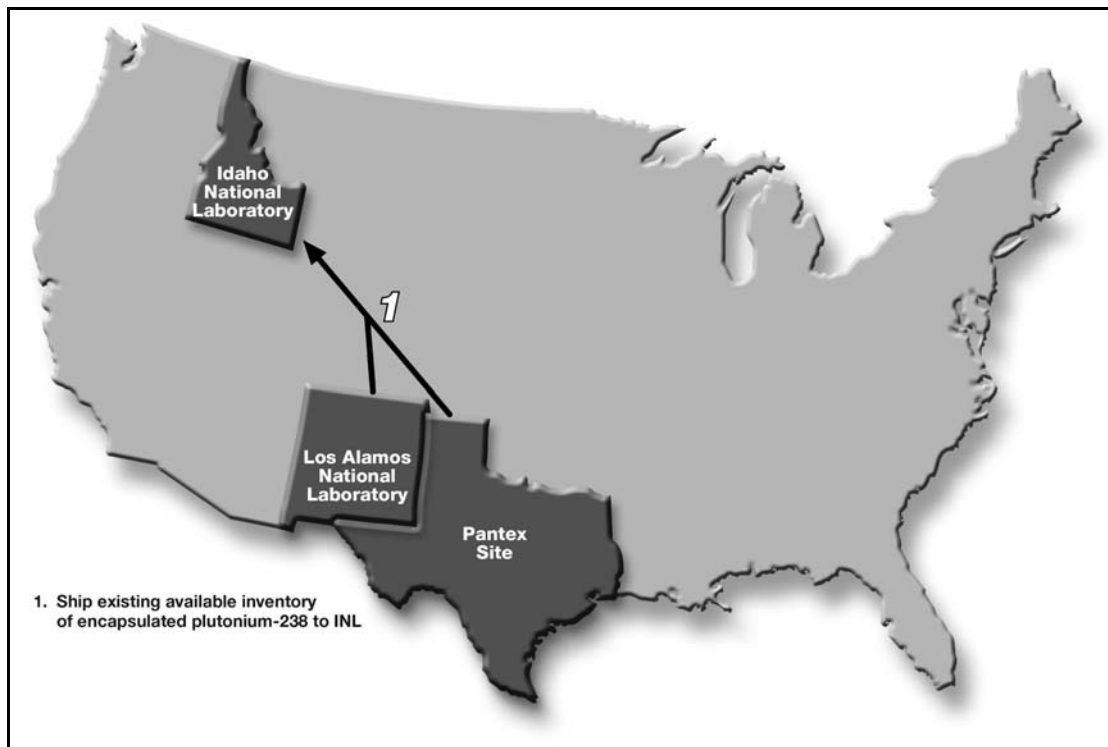 Idaho
National
Laboratory
1
Los Alamos
National
Laboratory
Pantex
Site
1. Ship existing available inventory
of encapsulated plutonium-238 to INL